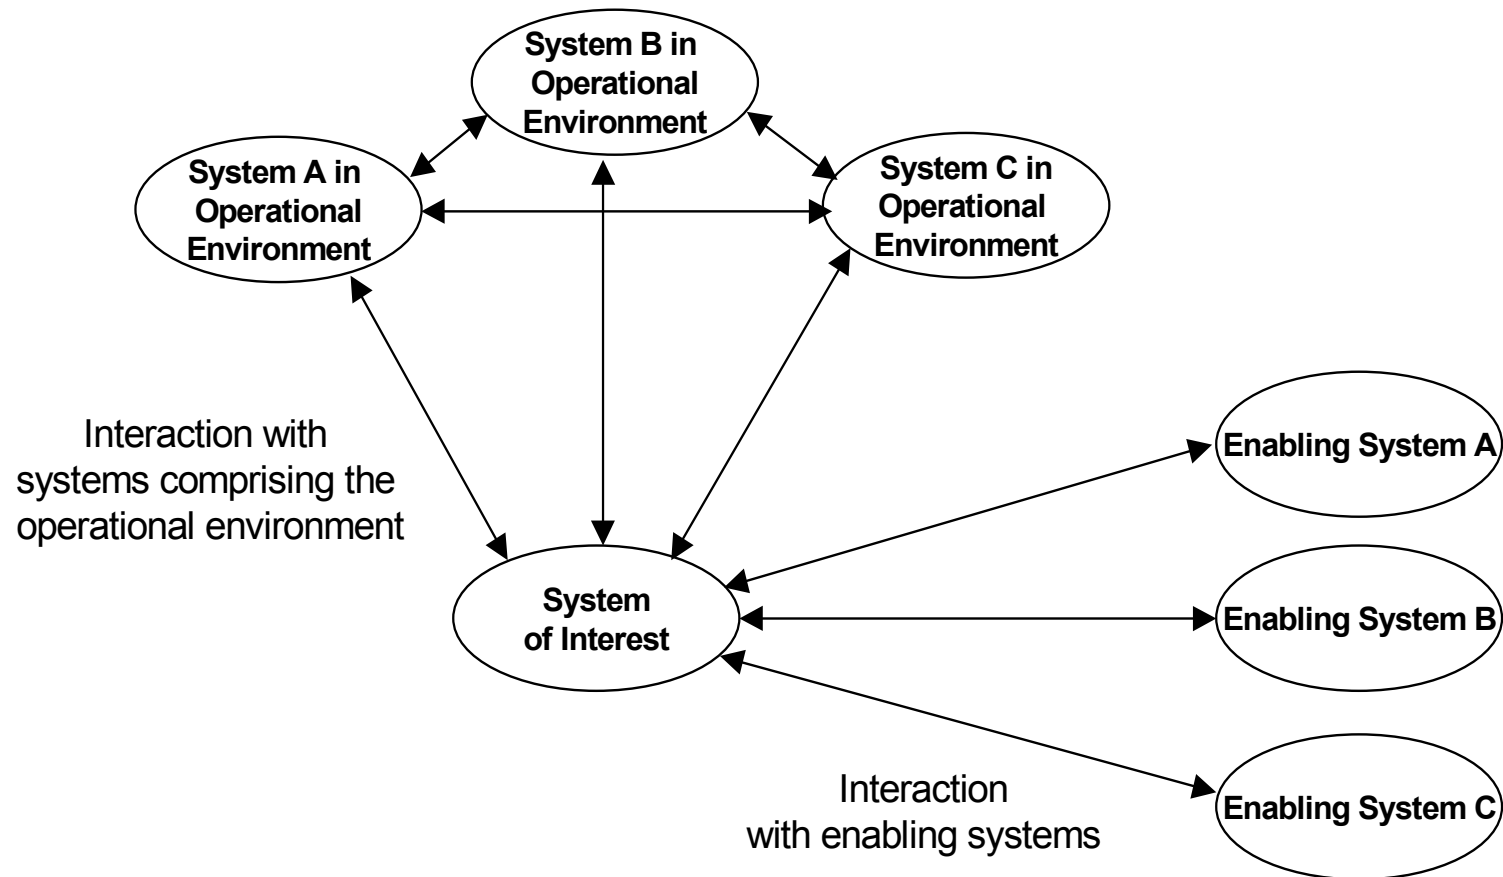 System B in
Operational
Environment
System A in
Operational
Environment
System C in
Operational
Environment
Interaction with
systems comprising the
operational environment
Enabling System A
System
of Interest
Enabling System B
Interaction
with enabling systems
Enabling System C